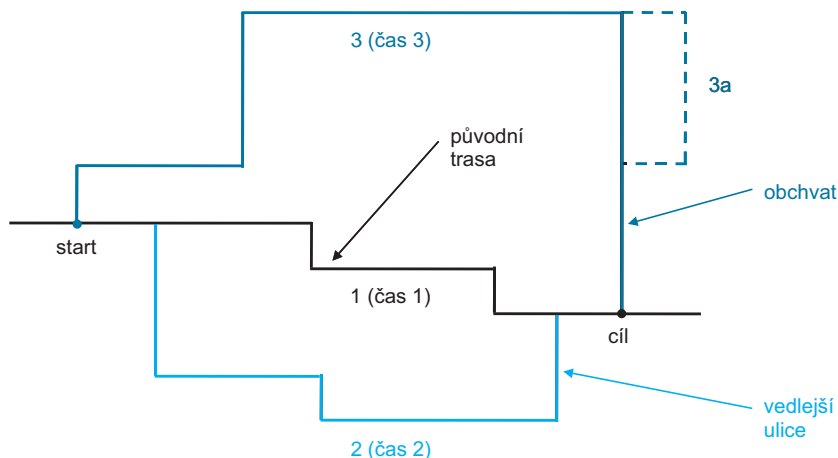 3 (čas 3)
3a
původní
trasa
obchvat
start
1 (čas 1)
cíl
vedlejší
ulice
2 (čas 2)